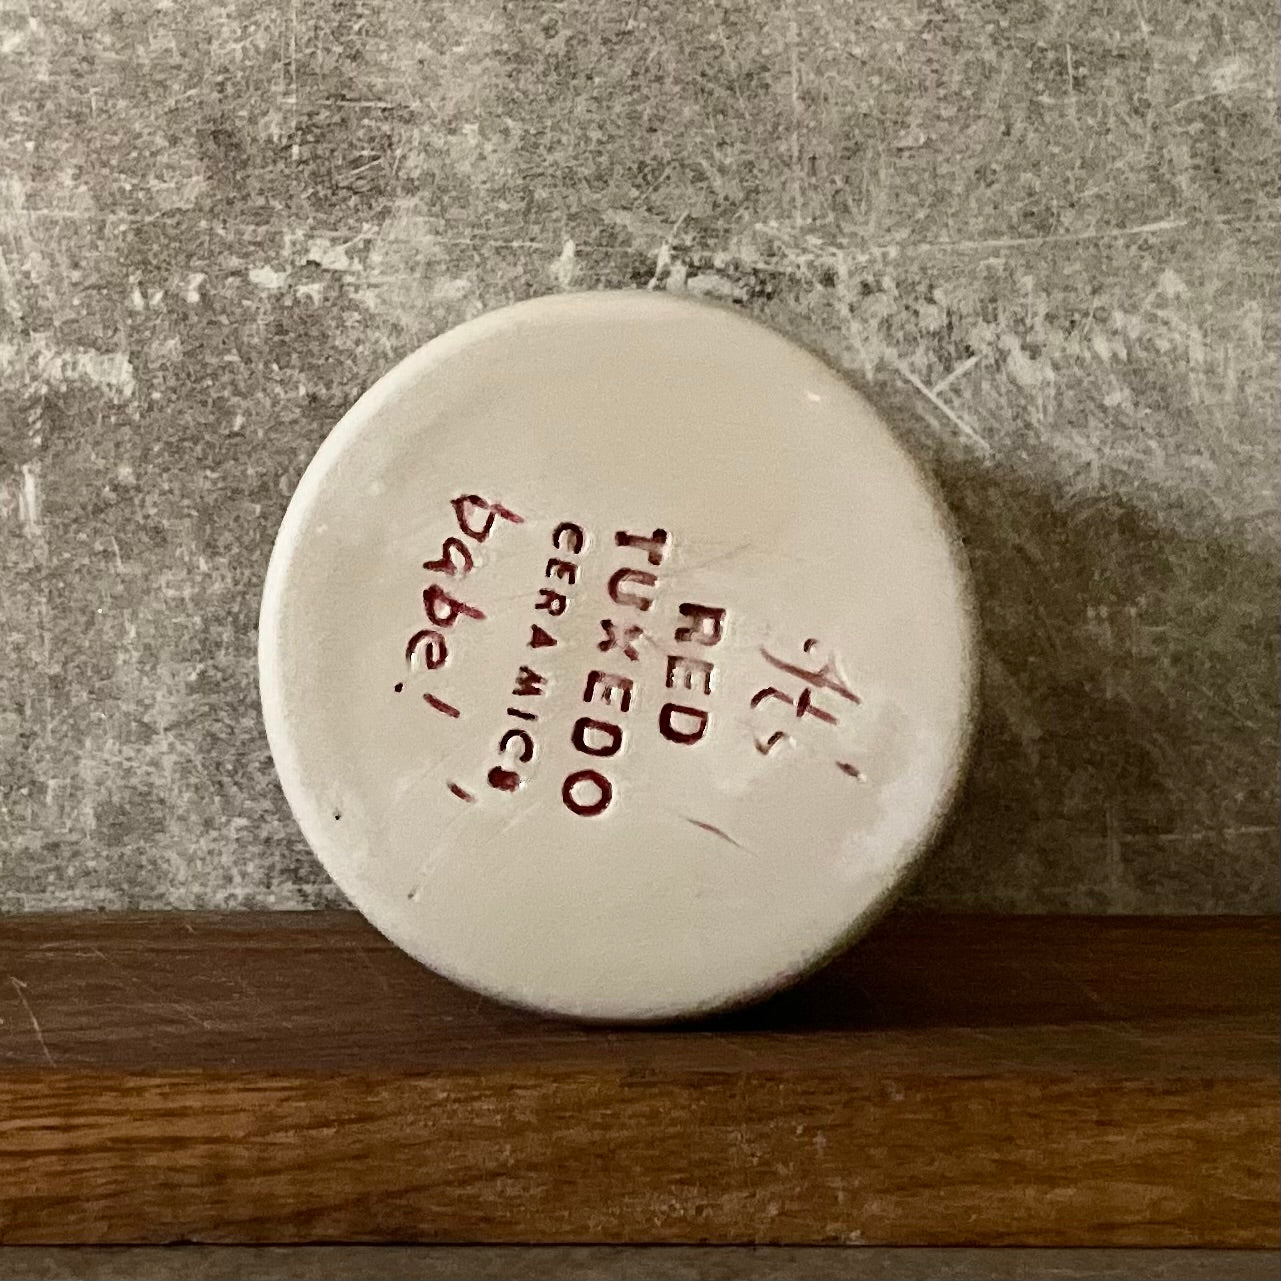 It's
RED
TUXEDO
CERAMICS,
babe!